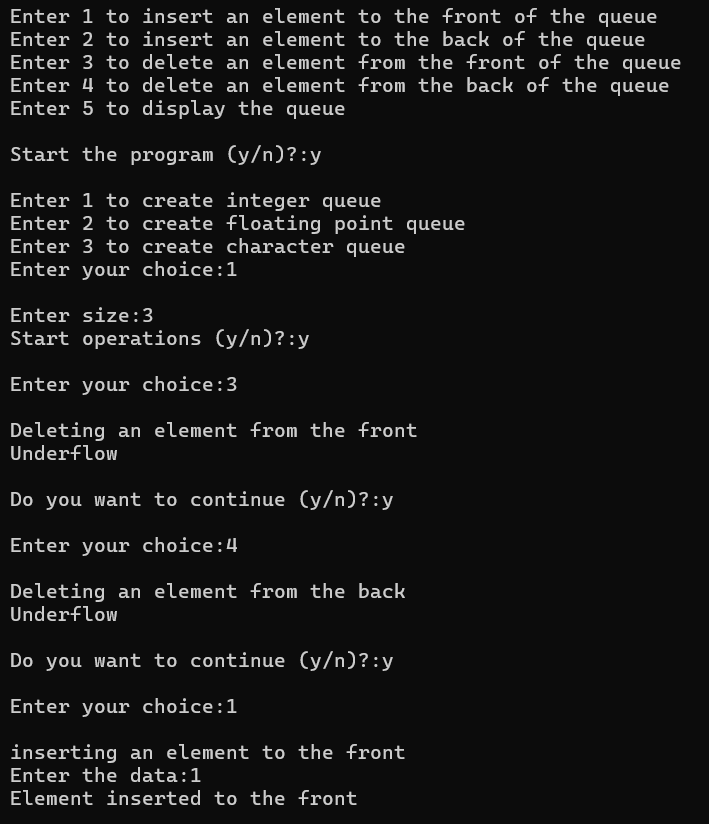 Enter 1 to insert an element to the front of the queue
Enter 2 to insert an element to the back of the queue
Enter 3 to delete an element from the front of the queue
Enter 4 to delete an element from the back of the queue
Enter 5 to display the queue
Start the program (y/n)?:y
Enter 1 to create integer queue
Enter 2 to create floating point queue
Enter 3 to create character queue
Enter your choice:1
Enter size:3
Start operations (y/n)?:y
Enter your choice:3
Deleting an element from the front
Underflow
Do you want to continue (y/n)?:y
Enter your choice:4
Deleting an element from the back
Underflow
Do you want to continue (y/n)?:y
Enter your choice:1
inserting an element to the front
Enter the data:1
Element inserted to the front